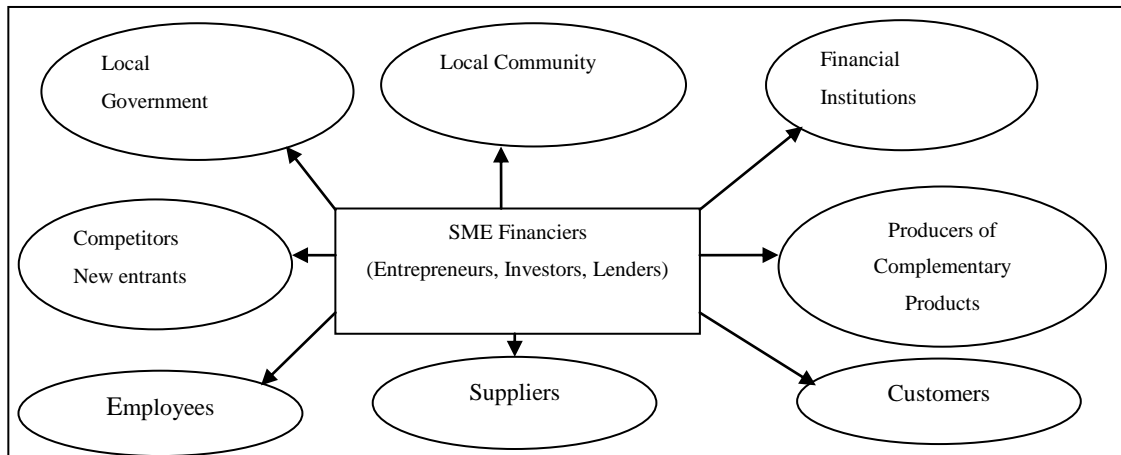 Local
Government
Local Community
Financial
Institutions
Competitors
New entrants
SME Financiers
(Entrepreneurs, Investors, Lenders)
Producers of
Complementary
Products
Employees
Suppliers
Customers